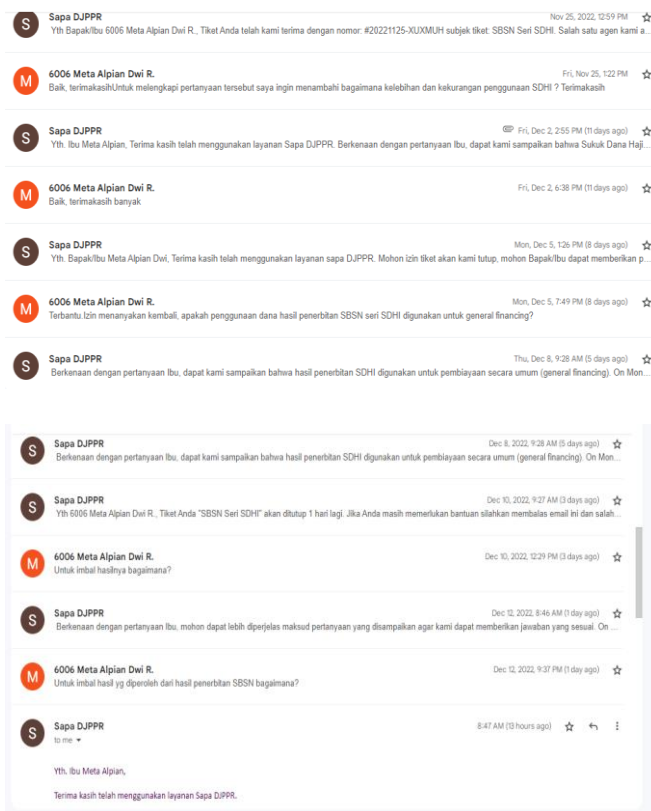 S
Sapa DJPPR
Nov 25, 2022, 12:59 PM
Yth Bapak/Ibu 6006 Meta Alpian Dwi R., Tiket Anda telah kami terima dengan nomor: #20221125-XUXMUH subjek tiket: SBSN Seri SDHI. Salah satu agen kami a...
M
6006 Meta Alpian Dwi R.
Fri, Nov 25, 1:22 PM
Baik, terimakasihUntuk melengkapi pertanyaan tersebut saya ingin menambahi bagaimana kelebihan dan kekurangan penggunaan SDHI ? Terimakasih
S
Sapa DJPPR
Fri, Dec 2, 2:55 PM (11 days ago)
Yth. Ibu Meta Alpian, Terima kasih telah menggunakan layanan Sapa DJPPR. Berkenaan dengan pertanyaan Ibu, dapat kami sampaikan bahwa Sukuk Dana Haji...
M
6006 Meta Alpian Dwi R.
Fri, Dec 2, 6:38 PM (11 days ago)
Baik, terimakasih banyak
S
Sapa DJPPR
Mon, Dec 5, 1:26 PM (8 days ago)
Yth. Bapak/Ibu Meta Alpian Dwi, Terima kasih telah menggunakan layanan sapa DJPPR. Mohon izin tiket akan kami tutup, mohon Bapak/Ibu dapat memberikan p...
M
6006 Meta Alpian Dwi R.
Mon, Dec 5, 7:49 PM (8 days ago)
Terbantu.Izin menanyakan kembali, apakah penggunaan dana hasil penerbitan SBSN seri SDHI digunakan untuk general financing?
S
Sapa DJPPR
Thu, Dec 8, 9:28 AM (5 days ago)
Berkenaan dengan pertanyaan Ibu, dapat kami sampaikan bahwa hasil penerbitan SDHI digunakan untuk pembiayaan secara umum (general financing). On Mon...
S
Sapa DJPPR
Dec 8, 2022, 9:28 AM (5 days ago)
Berkenaan dengan pertanyaan Ibu, dapat kami sampaikan bahwa hasil penerbitan SDHI digunakan untuk pembiayaan secara umum (general financing). On Mon...
S
Sapa DJPPR
Dec 10, 2022, 9:27 AM (3 days ago)
Yth 6006 Meta Alpian Dwi R., Tiket Anda "SBSN Seri SDHI" akan ditutup 1 hari lagi. Jika Anda masih memerlukan bantuan silahkan membalas email ini dan salah...
M
6006 Meta Alpian Dwi R.
Dec 10, 2022, 12:29 PM (3 days ago)
Untuk imbal hasilnya bagaimana?
S
Sapa DJPPR
Dec 12, 2022, 8:46 AM (1 day ago)
Berkenaan dengan pertanyaan Ibu, mohon dapat lebih diperjelas maksud pertanyaan yang disampaikan agar kami dapat memberikan jawaban yang sesuai. On ...
M
6006 Meta Alpian Dwi R.
Dec 12, 2022, 9:37 PM (1 day ago)
Untuk imbal hasil yg diperoleh dari hasil penerbitan SBSN bagaimana?
S
Sapa DJPPR
8:47 AM (13 hours ago)
to me
Yth. Ibu Meta Alpian,
Terima kasih telah menggunakan layanan Sapa DJPPR.